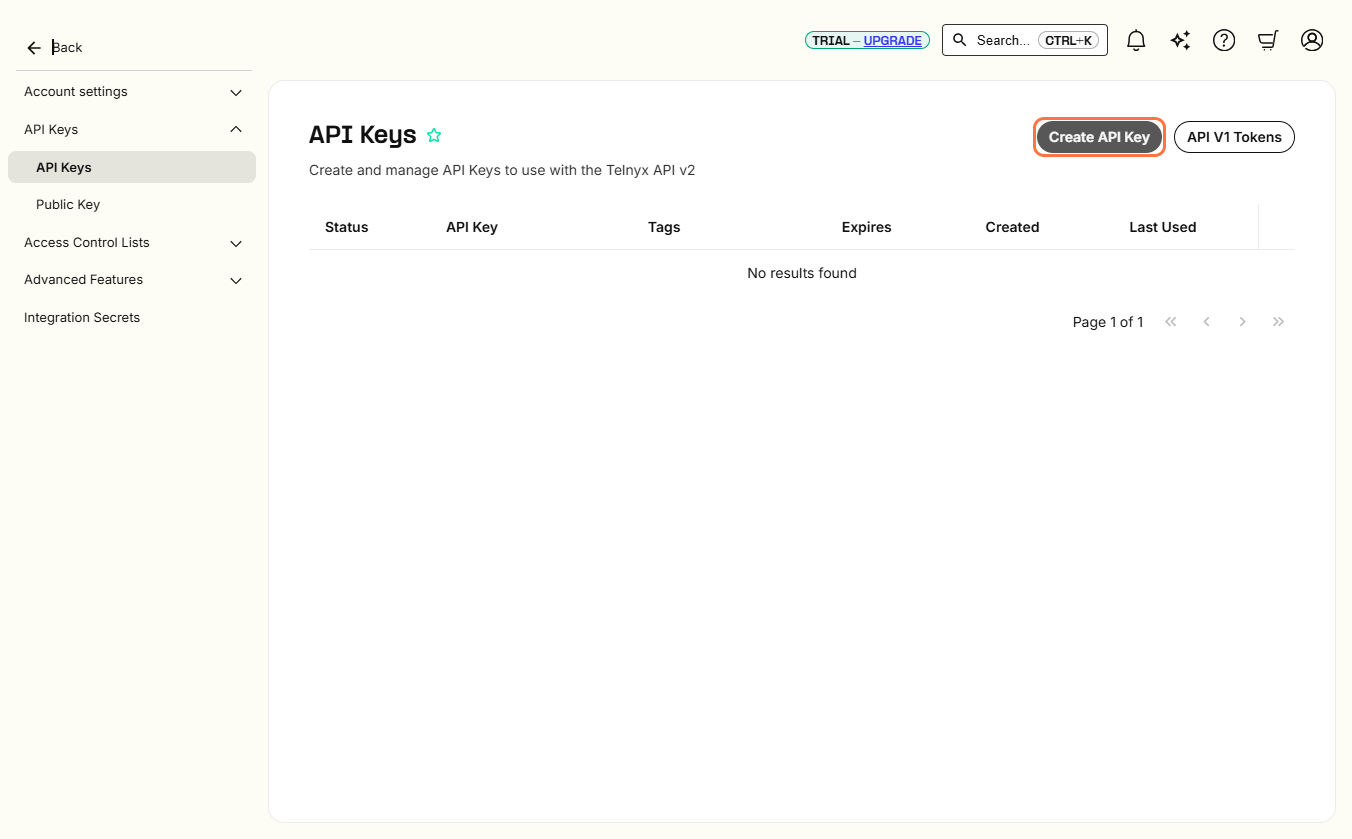 Back
TRIAL – UPGRADE
Search... CTRL+K
Account settings
API Keys
API Keys
Public Key
Access Control Lists
Advanced Features
Integration Secrets
API Keys
Create API Key
API V1 Tokens
Create and manage API Keys to use with the Telnyx API v2
Status API Key Tags Expires Created Last Used
No results found
Page 1 of 1